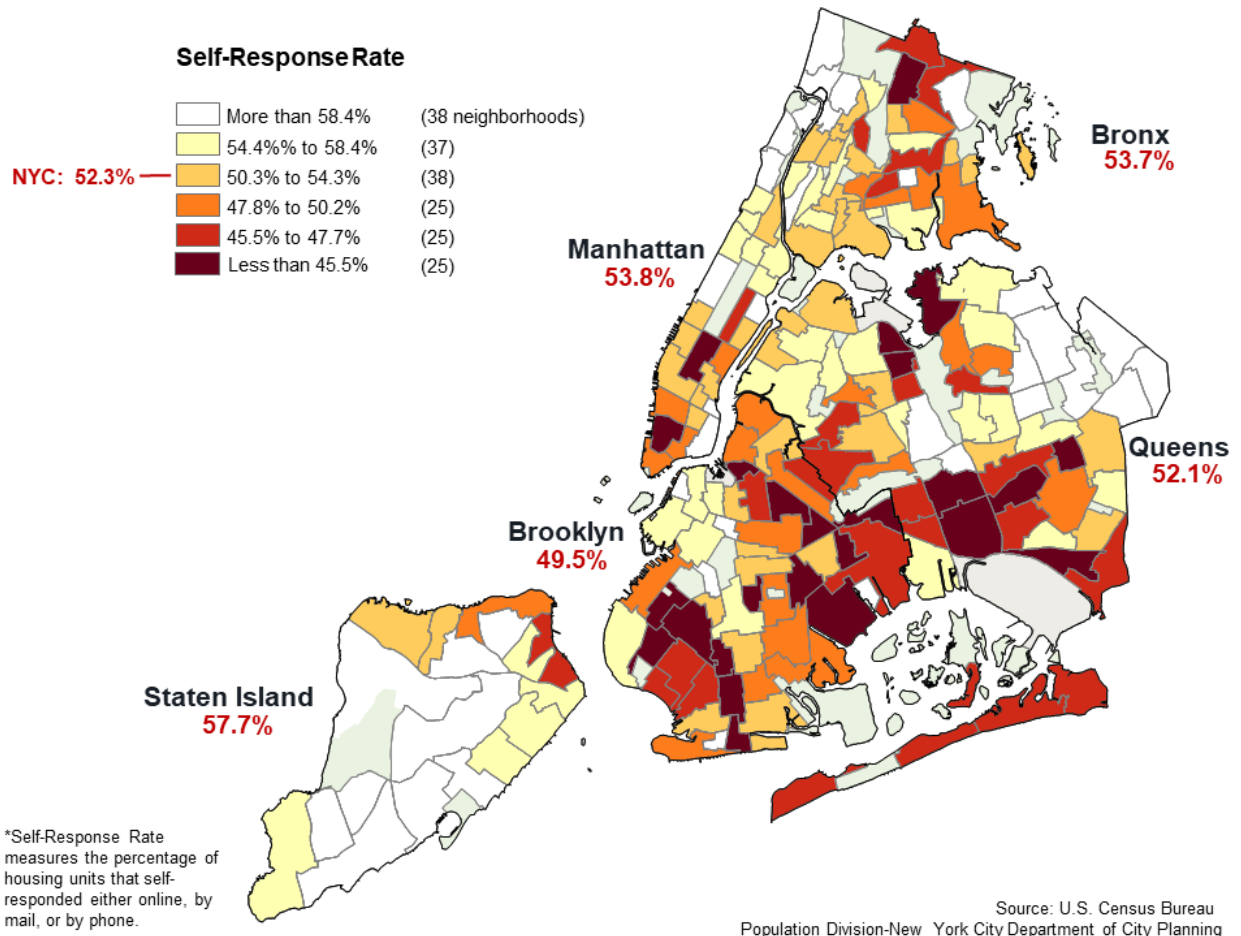 Self-Response Rate
More than 58.4% (38 neighborhoods)
54.4%% to 58.4% (37)
NYC: 52.3%
50.3% to 54.3% (38)
47.8% to 50.2% (25)
45.5% to 47.7% (25)
Less than 45.5% (25)
Bronx
53.7%
Manhattan
53.8%
Queens
52.1%
Brooklyn
49.5%
Staten Island
57.7%
*Self-Response Rate
measures the percentage of
housing units that self-
responded either online, by
mail, or by phone.
Source: U.S. Census Bureau
Population Division-New York City Department of City Planning